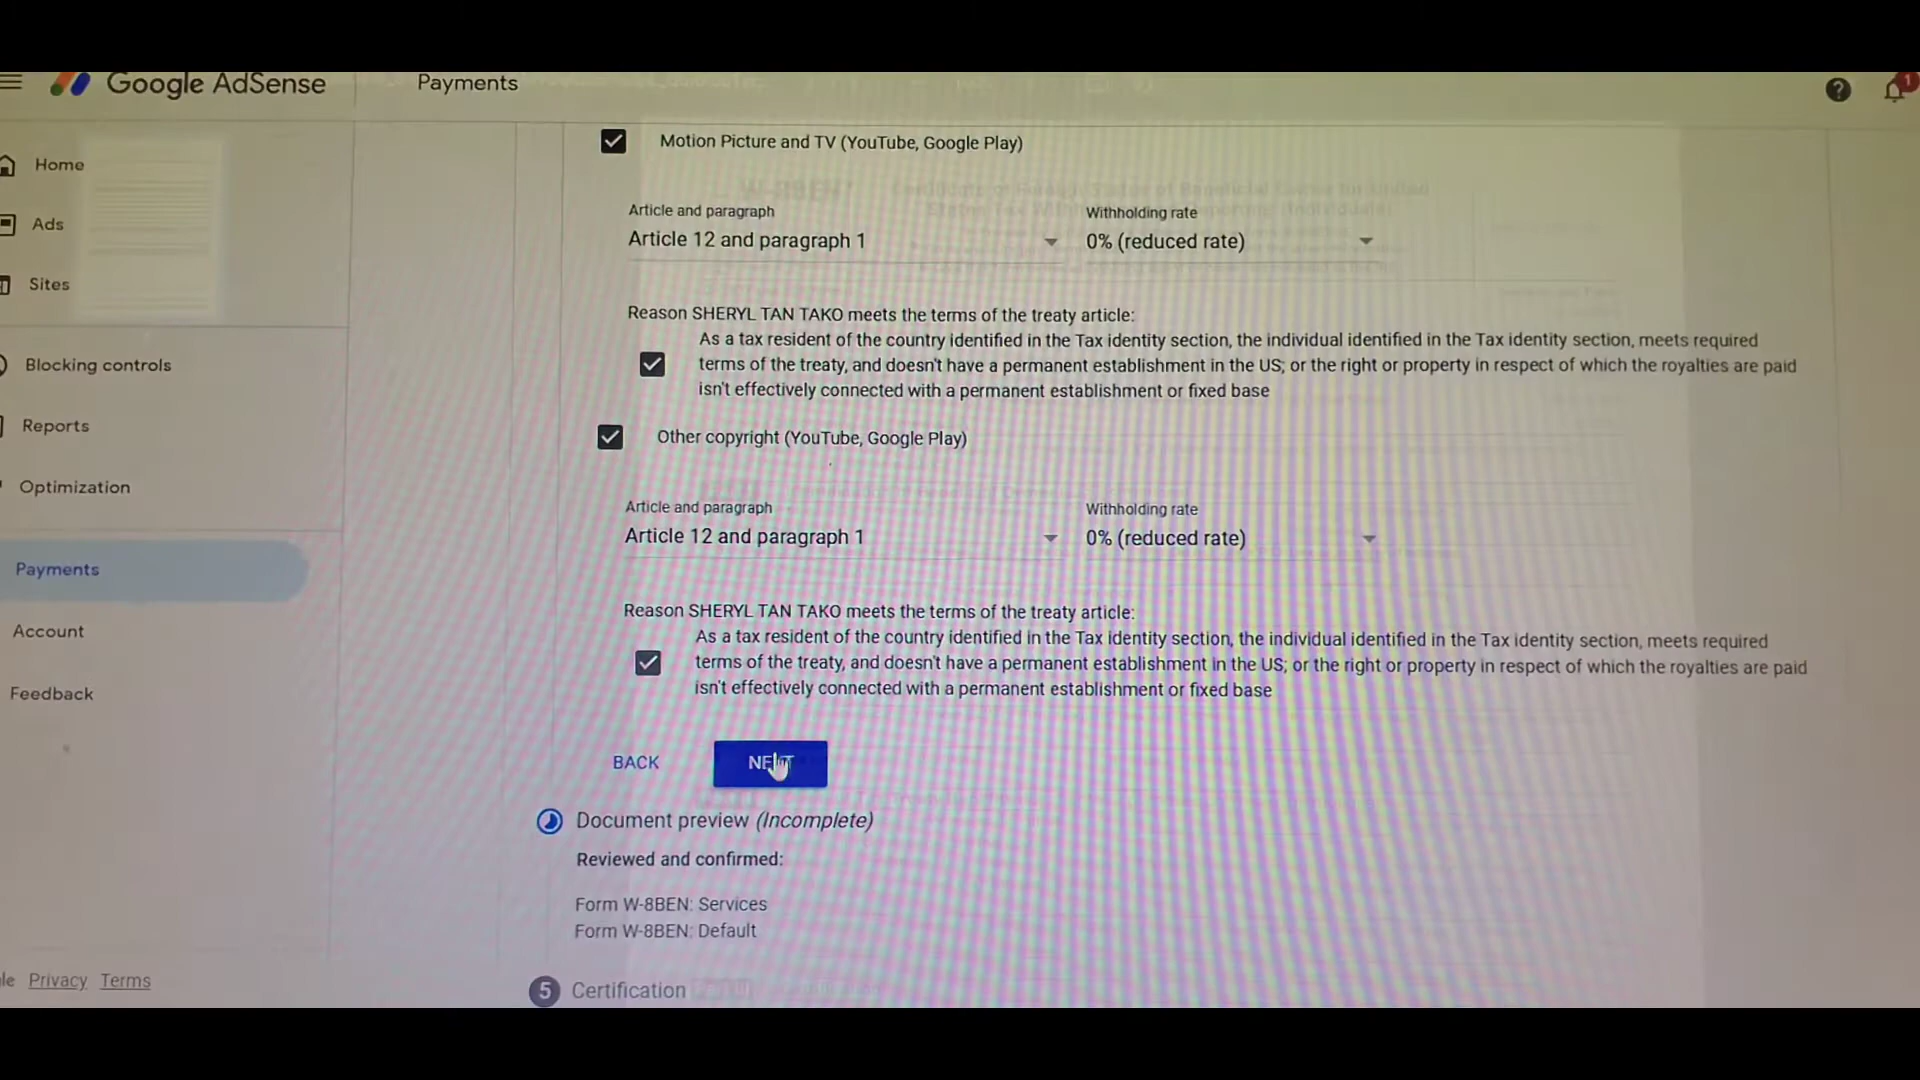 Google AdSense
Payments
1
Home
Ads
Sites
Blocking controls
Reports
Optimization
Payments
Account
Feedback
Privacy Terms
Motion Picture and TV (YouTube, Google Play)
Article and paragraph
Withholding rate
Article 12 and paragraph 1
0% (reduced rate)
Reason SHERYL TAN TAKO meets the terms of the treaty article:
As a tax resident of the country identified in the Tax identity section, the individual identified in the Tax identity section, meets required
terms of the treaty, and doesn't have a permanent establishment in the US; or the right or property in respect of which the royalties are paid
isn't effectively connected with a permanent establishment or fixed base
Other copyright (YouTube, Google Play)
Article and paragraph
Withholding rate
Article 12 and paragraph 1
0% (reduced rate)
Reason SHERYL TAN TAKO meets the terms of the treaty article:
As a tax resident of the country identified in the Tax identity section, the individual identified in the Tax identity section, meets required
terms of the treaty, and doesn't have a permanent establishment in the US; or the right or property in respect of which the royalties are paid
isn't effectively connected with a permanent establishment or fixed base
BACK
NEXT
Document preview (Incomplete)
Reviewed and confirmed:
Form W-8BEN: Services
Form W-8BEN: Default
5 Certification